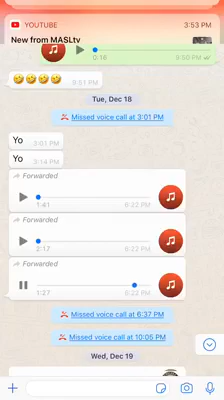 YOUTUBE 3:53 PM
New from MASLtv
0:16 9:50 PM
🤣🤣🤣🤣 9:51 PM
Tue, Dec 18
Missed voice call at 3:01 PM
Yo 3:01 PM
Yo 3:14 PM
Forwarded
1:41 6:22 PM
Forwarded
2:17 6:22 PM
Forwarded
1:27 6:22 PM
Missed voice call at 6:37 PM
Missed voice call at 10:05 PM
Wed, Dec 19